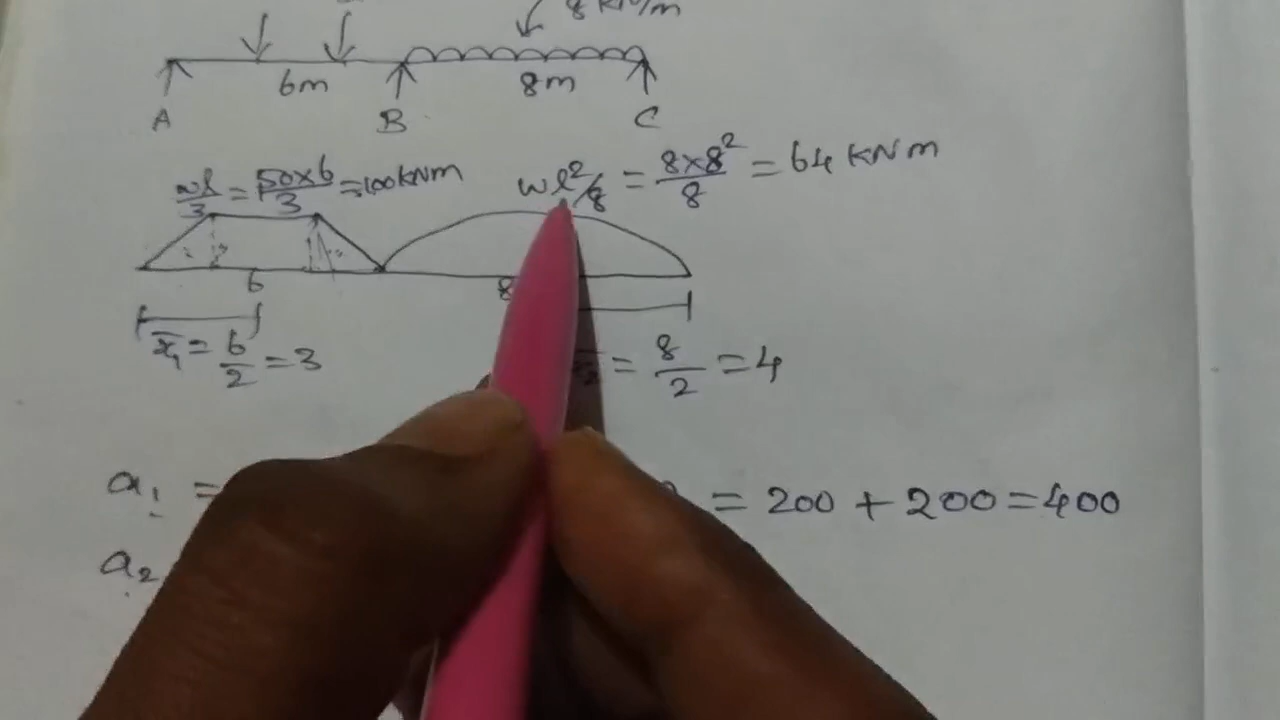 8 KN/m
6m
8m
A B C
wl/3 = 50×6/3 = 100 KNm
wl²/8 = 8×8²/8 = 64 KNm
6
8
x̄₁ = 6/2 = 3
= 8/2 = 4
a₁ =
= 200 + 200 = 400
a₂